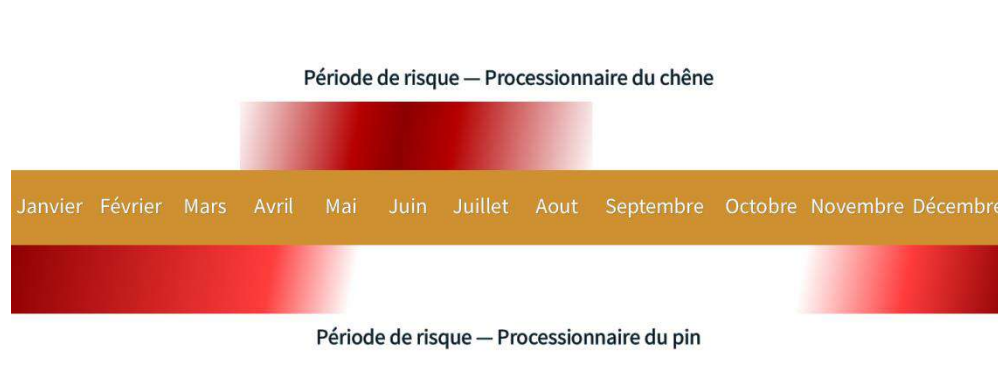 Période de risque — Processionnaire du chêne
Janvier Février Mars Avril Mai Juin Juillet Aout Septembre Octobre Novembre Décembre
Période de risque — Processionnaire du pin